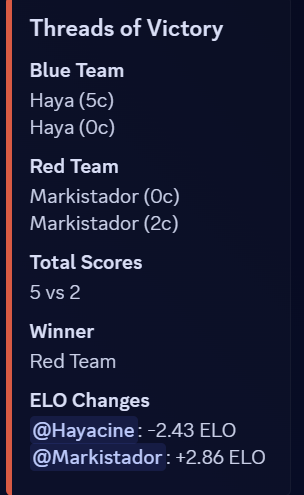 Threads of Victory
Blue Team
Haya (5c)
Haya (0c)
Red Team
Markistador (0c)
Markistador (2c)
Total Scores
5 vs 2
Winner
Red Team
ELO Changes
@Hayacine: -2.43 ELO
@Markistador: +2.86 ELO